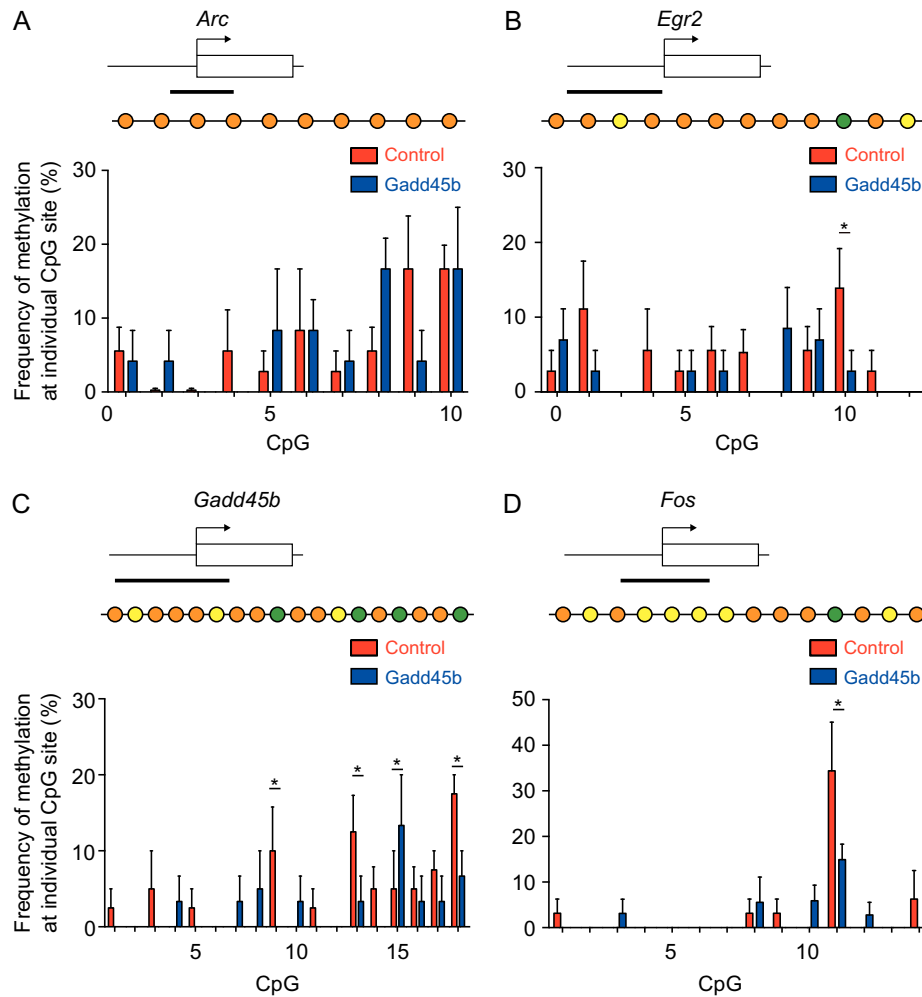 A
Arc
Control
Gadd45b
Frequency of methylation
at individual CpG site (%)
30
20
10
0
0
5
10
CpG
B
Egr2
Control
Gadd45b
30
20
10
0
*
0
5
10
CpG
C
Gadd45b
Control
Gadd45b
Frequency of methylation
at individual CpG site (%)
30
20
10
0
* * * *
5
10
15
CpG
D
Fos
Control
Gadd45b
50
40
30
20
10
0
*
5
10
CpG